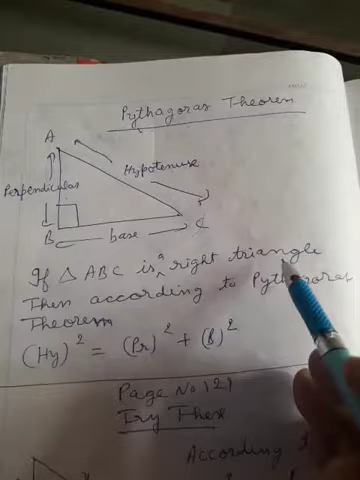 Pythagoras Theorem
A
Hypotenuse
Perpendicular
B
base
C
If △ ABC is a right triangle
Then according to Pythagoras
Theorem
(Hy)² = (Pr)² + (B)²
Page No 121
Try These
According